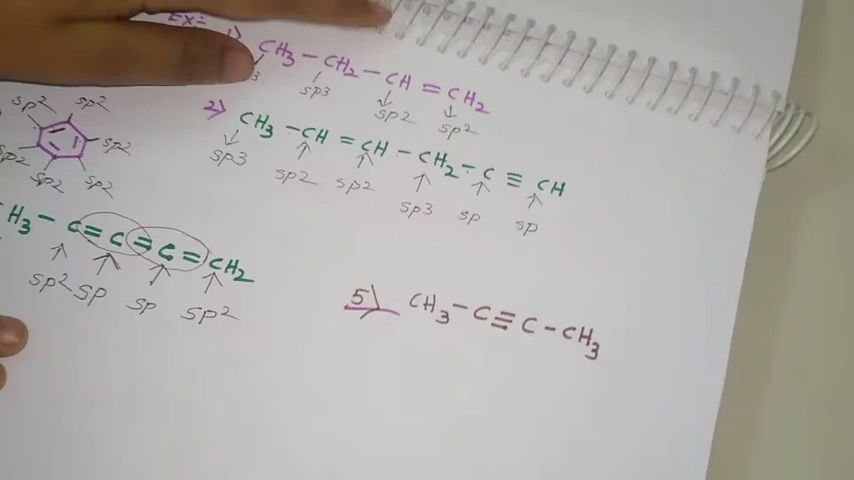 Ex:-
1) CH3 - CH2 - CH = CH2
sp3 sp2 sp2
2) CH3 - CH = CH - CH2 - C ≡ CH
sp3 sp2 sp2 sp3 sp sp
sp2 sp2
sp2
sp2 sp2
H3 - C = C = C = CH2
sp2 sp sp sp2
5) CH3 - C ≡ C - CH3